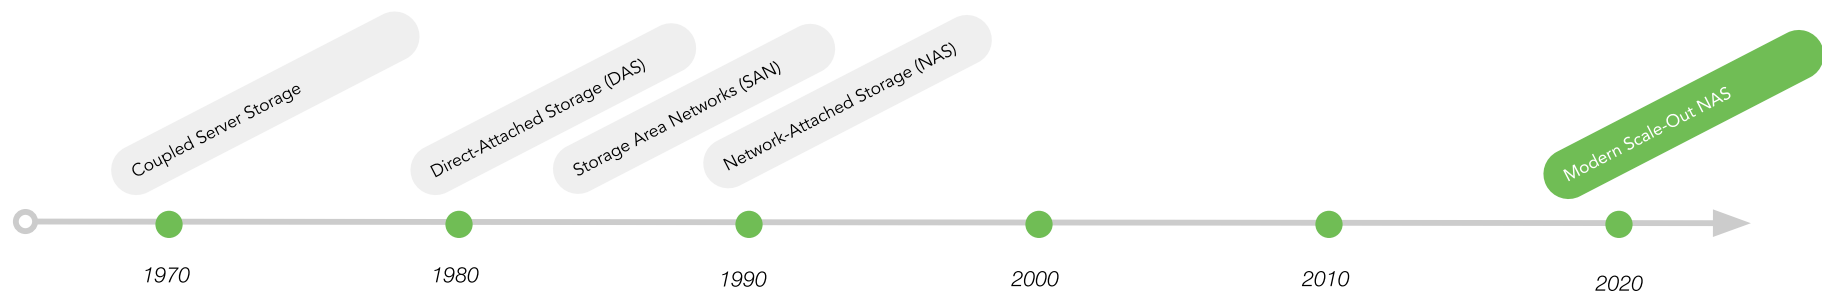 Coupled Server Storage
Direct-Attached Storage (DAS)
Storage Area Networks (SAN)
Network-Attached Storage (NAS)
Modern Scale-Out NAS
1970
1980
1990
2000
2010
2020